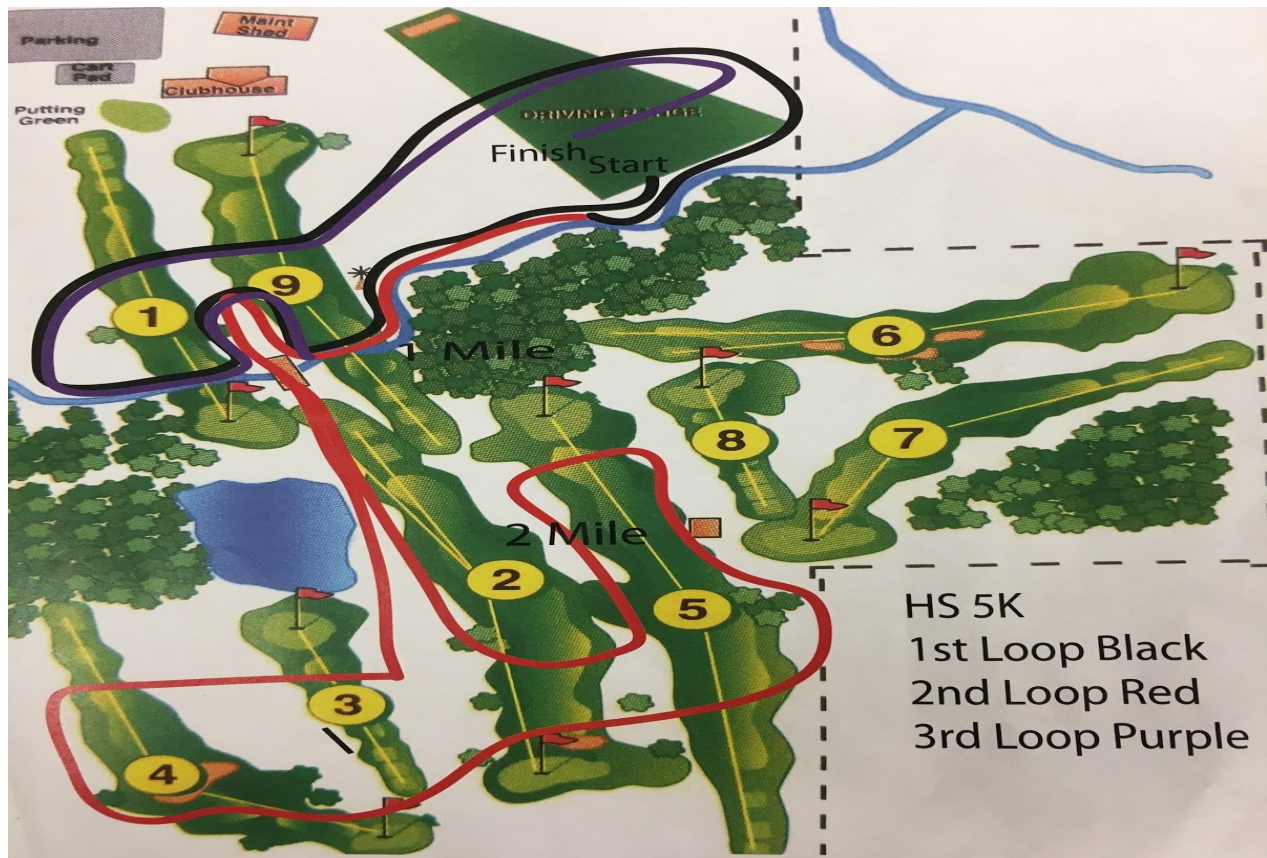 Parking
Maint
Shed
Cart
Pad
Clubhouse
Putting
Green
DRIVING RANGE
Finish
Start
9
1
6
1 Mile
8
7
2 Mile
2
5
3
4
HS 5K
1st Loop Black
2nd Loop Red
3rd Loop Purple